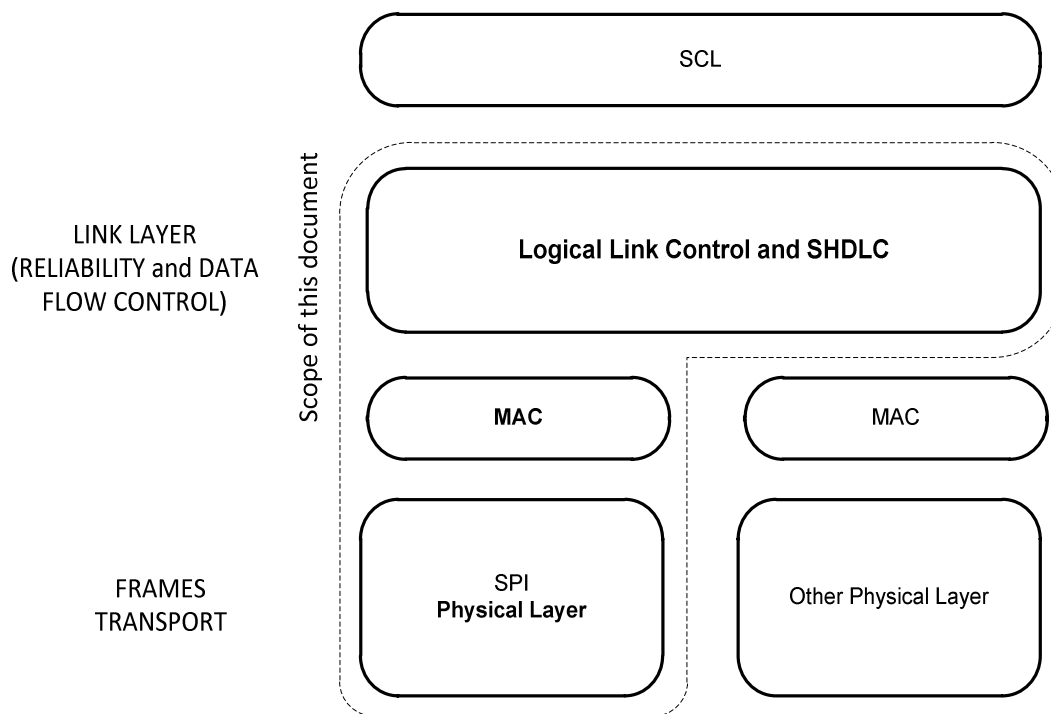 SCL
Scope of this document
LINK LAYER
(RELIABILITY and DATA
FLOW CONTROL)
Logical Link Control and SHDLC
MAC
MAC
FRAMES
TRANSPORT
SPI
Physical Layer
Other Physical Layer